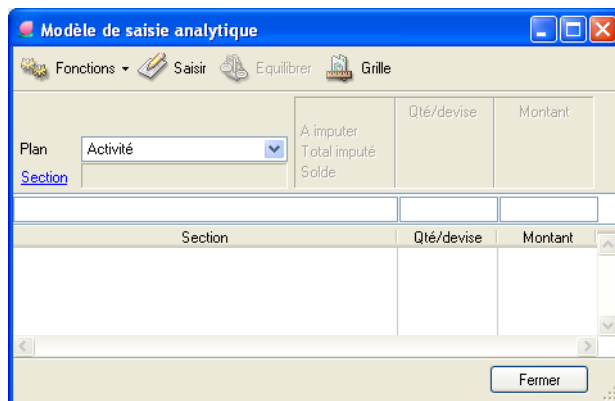 Modèle de saisie analytique
Fonctions Saisir Equilibrer Grille
Qté/devise Montant
A imputer
Plan Activité Total imputé
Section Solde
Section Qté/devise Montant
Fermer